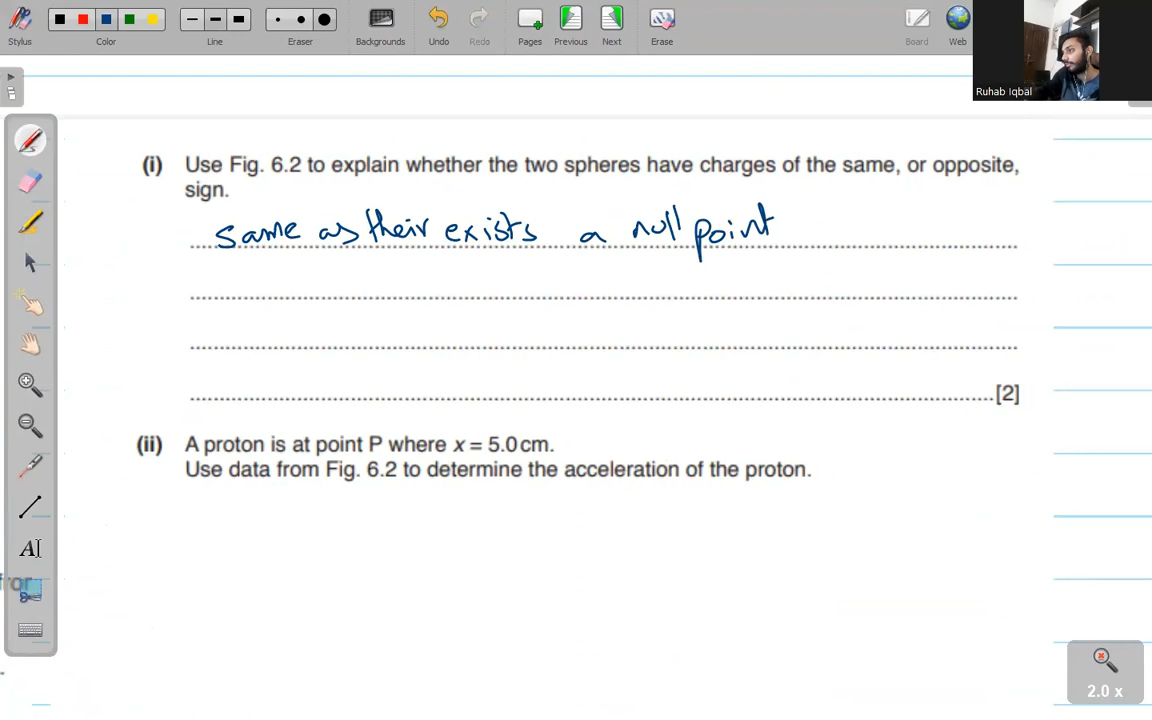 Stylus
Color
Line
Eraser
Backgrounds
Undo
Redo
Pages
Previous
Next
Erase
Board
Web
Ruhab Iqbal
(i) Use Fig. 6.2 to explain whether the two spheres have charges of the same, or opposite,
sign.
same as their exists a null point
[2]
(ii) A proton is at point P where x = 5.0 cm.
Use data from Fig. 6.2 to determine the acceleration of the proton.
AI
for
2.0 x